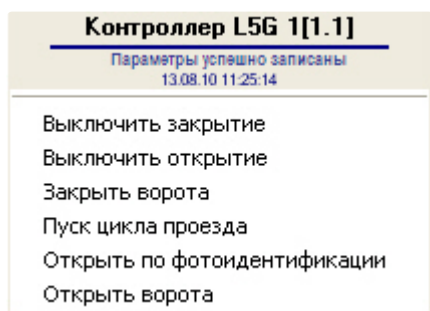 Контроллер L5G 1[1.1]
Параметры успешно записаны
13.08.10 11:25:14
Выключить закрытие
Выключить открытие
Закрыть ворота
Пуск цикла проезда
Открыть по фотоидентификации
Открыть ворота